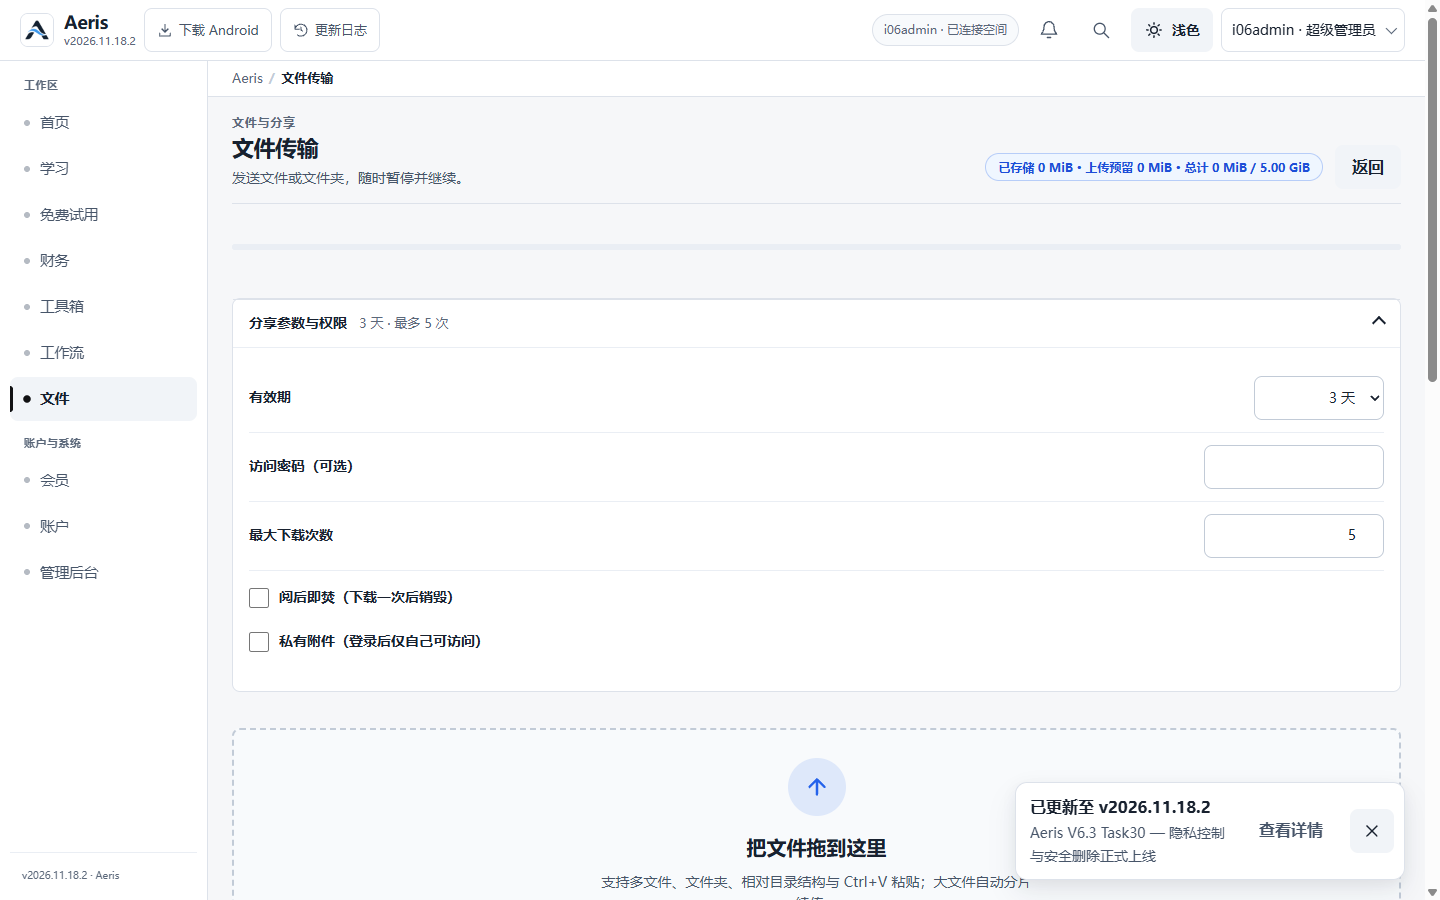 Aeris
v2026.11.18.2
下载 Android
更新日志
i06admin · 已连接空间
浅色
i06admin · 超级管理员
工作区
首页
学习
免费试用
财务
工具箱
工作流
文件
账户与系统
会员
账户
管理后台
v2026.11.18.2 · Aeris
Aeris / 文件传输
文件与分享
文件传输
发送文件或文件夹，随时暂停并继续。
已存储 0 MiB • 上传预留 0 MiB • 总计 0 MiB / 5.00 GiB
返回
分享参数与权限 3 天 · 最多 5 次
有效期
3 天
访问密码（可选）
最大下载次数
5
阅后即焚（下载一次后销毁）
私有附件（登录后仅自己可访问）
把文件拖到这里
支持多文件、文件夹、相对目录结构与 Ctrl+V 粘贴；大文件自动分片
已更新至 v2026.11.18.2
Aeris V6.3 Task30 — 隐私控制
与安全删除正式上线
查看详情